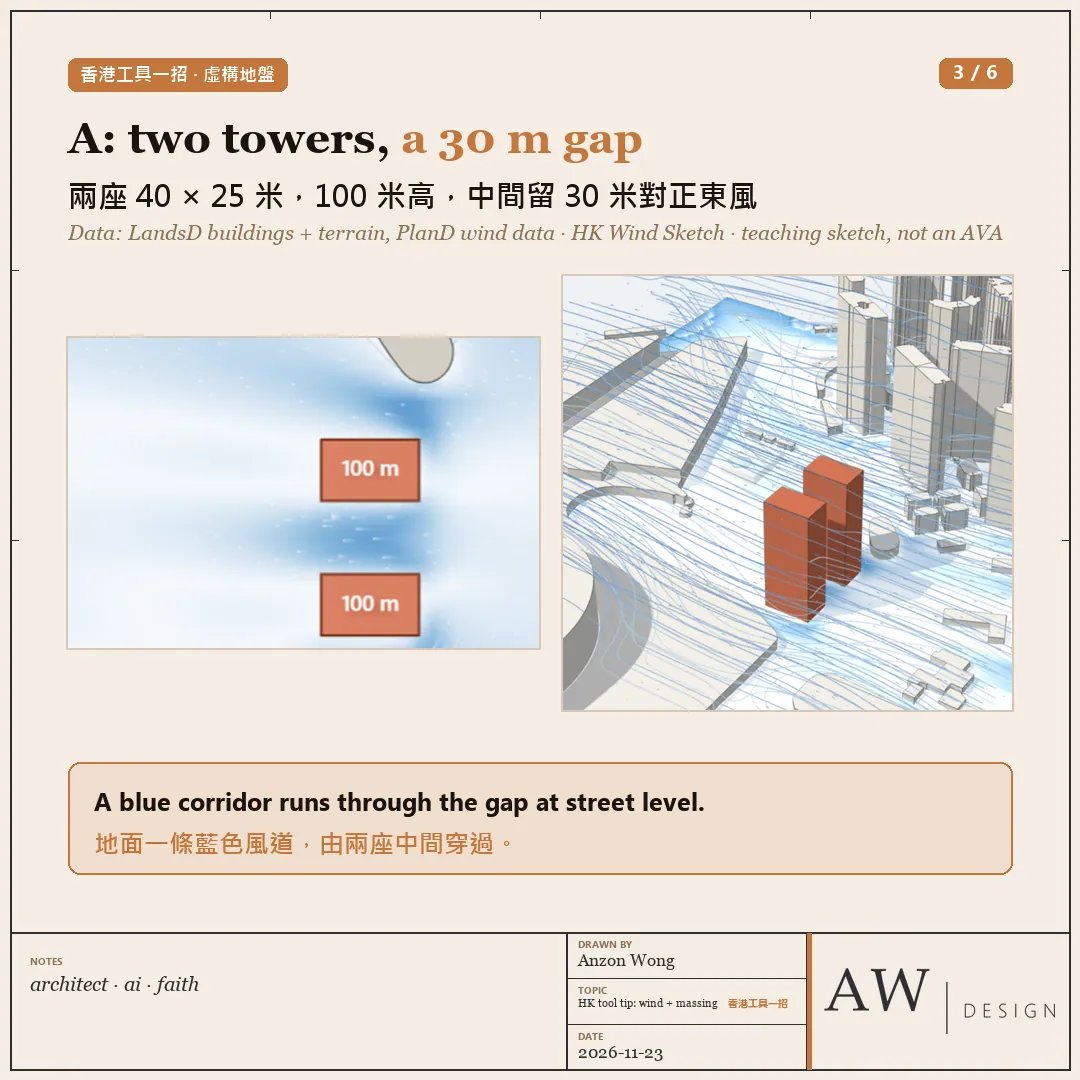 香港工具一招 · 虛構地盤
3 / 6
A: two towers, a 30 m gap
兩座 40 × 25 米，100 米高，中間留 30 米對正東風
Data: LandsD buildings + terrain, PlanD wind data · HK Wind Sketch · teaching sketch, not an AVA
100 m
100 m
A blue corridor runs through the gap at street level.
地面一條藍色風道，由兩座中間穿過。
NOTES
architect · ai · faith
DRAWN BY
Anzon Wong
TOPIC
HK tool tip: wind + massing 香港工具一招
DATE
2026-11-23
AW DESIGN